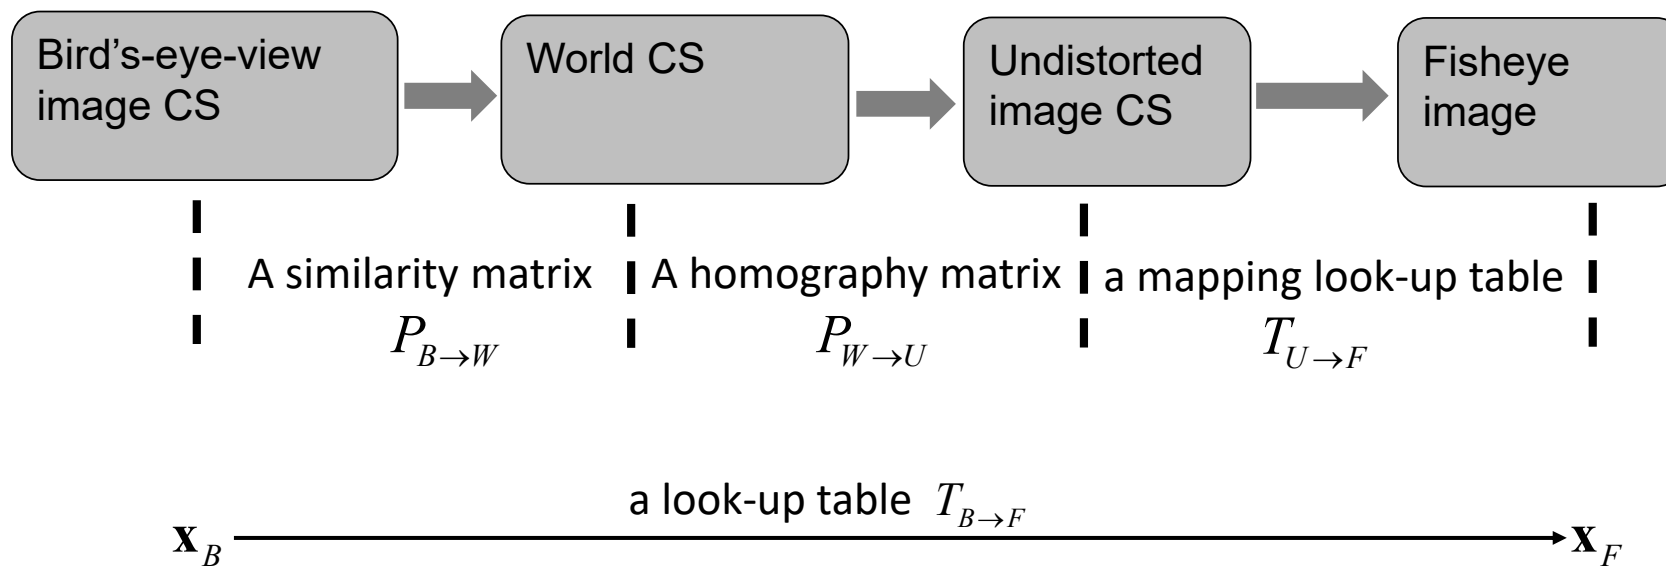 Bird's-eye-view
image CS
World CS
Undistorted
image CS
Fisheye
image
A similarity matrix
P_{B→W}
A homography matrix
P_{W→U}
a mapping look-up table
T_{U→F}
a look-up table T_{B→F}
x_B
x_F